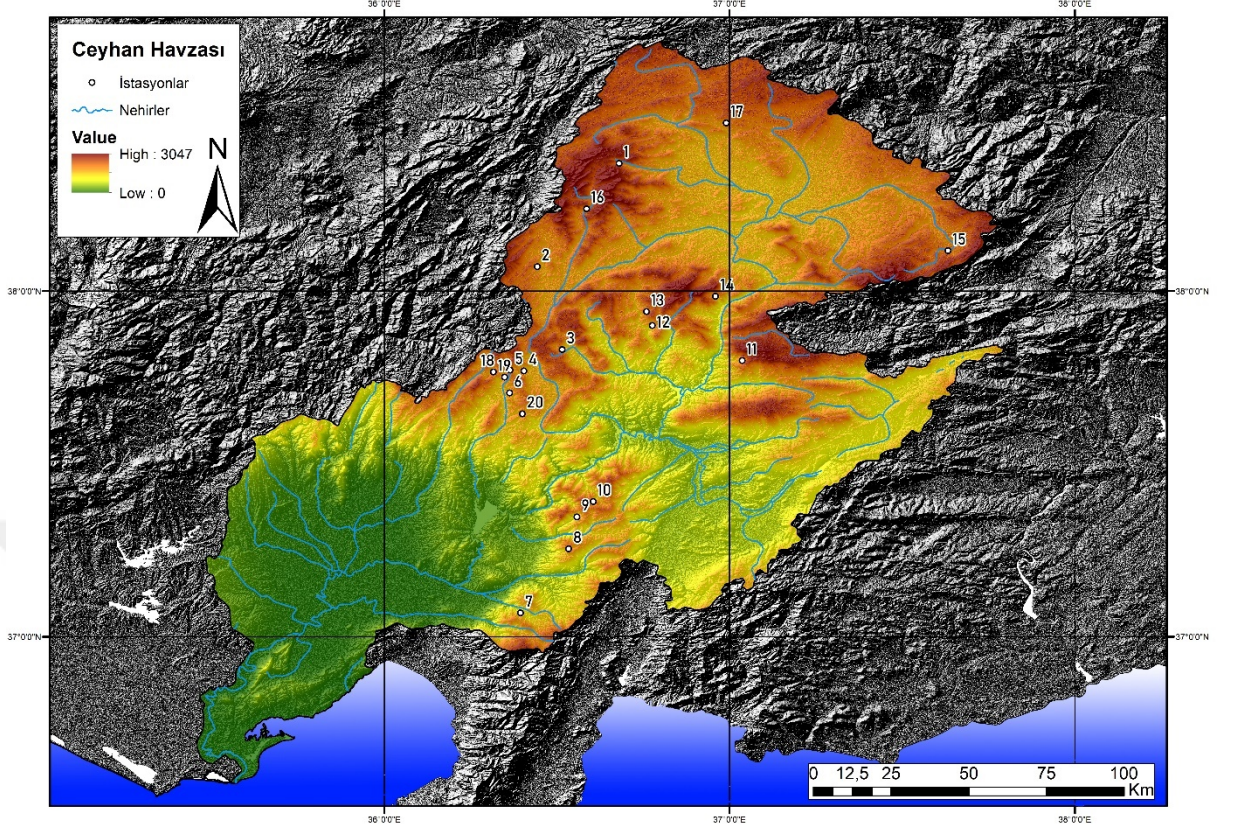 36°0'0"E
37°0'0"E
38°0'0"E
Ceyhan Havzası
İstasyonlar
Nehirler
Value
High : 3047
Low : 0
N
17
1
16
15
2
38°0'0"N
38°0'0"N
14
13
12
3
11
18
19
5
4
6
20
10
9
8
7
37°0'0"N
37°0'0"N
0 12,5 25 50 75 100
Km
36°0'0"E
37°0'0"E
38°0'0"E